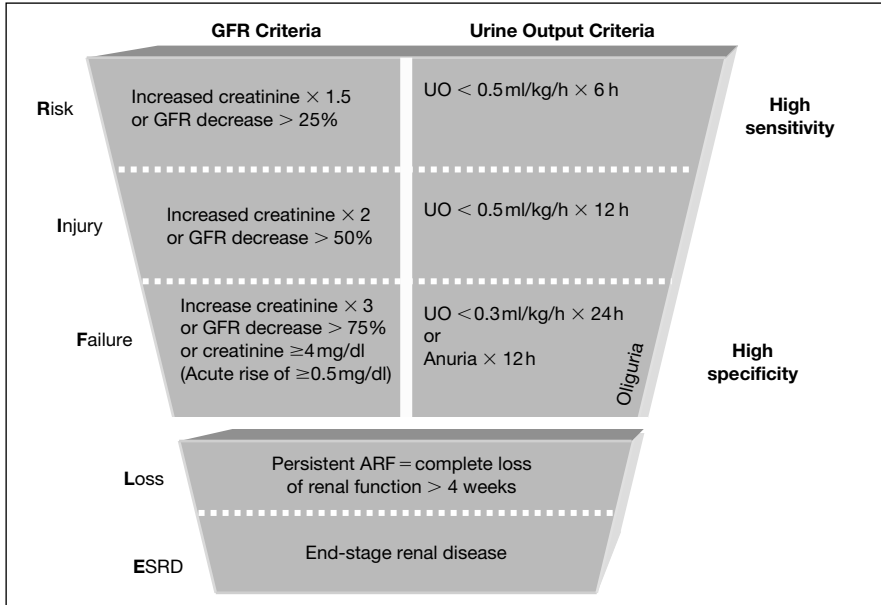 GFR Criteria
Urine Output Criteria
Risk
Increased creatinine × 1.5
or GFR decrease > 25%
UO < 0.5 ml/kg/h × 6 h
High
sensitivity
Injury
Increased creatinine × 2
or GFR decrease > 50%
UO < 0.5 ml/kg/h × 12 h
Failure
Increase creatinine × 3
or GFR decrease > 75%
or creatinine ≥4 mg/dl
(Acute rise of ≥0.5 mg/dl)
UO <0.3 ml/kg/h × 24 h
or
Anuria × 12 h
Oliguria
High
specificity
Loss
Persistent ARF = complete loss
of renal function > 4 weeks
ESRD
End-stage renal disease